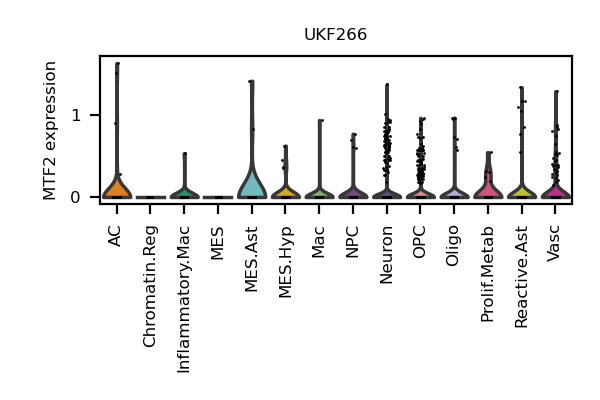 UKF266
MTF2 expression
1
0
AC
Chromatin.Reg
Inflammatory.Mac
MES
MES.Ast
MES.Hyp
Mac
NPC
Neuron
OPC
Oligo
Prolif.Metab
Reactive.Ast
Vasc